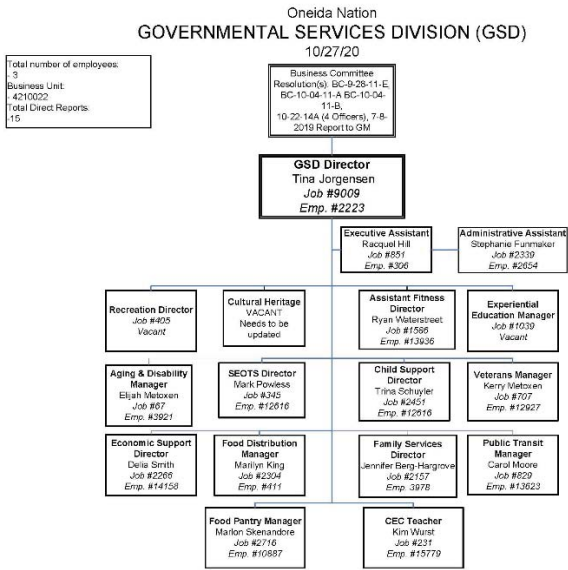 Oneida Nation
GOVERNMENTAL SERVICES DIVISION (GSD)
10/27/20
Total number of employees:
- 3
Business Unit:
- 4210022
Total Direct Reports:
-15
Business Committee
Resolution(s): BC-9-28-11-E,
BC-10-04-11-A BC-10-04-
11-B,
10-22-14A (4 Officers), 7-8-
2019 Report to GM
GSD Director
Tina Jorgensen
Job #9009
Emp. #2223
Executive Assistant
Racquel Hill
Job #851
Emp. #306
Administrative Assistant
Stephanie Funmaker
Job #2339
Emp. #2654
Recreation Director
Job #405
Vacant
Cultural Heritage
VACANT
Needs to be
updated
Assistant Fitness
Director
Ryan Waterstreet
Job #1566
Emp. #13936
Experiential
Education Manager
Job #1039
Vacant
Aging & Disability
Manager
Elijah Metoxen
Job #67
Emp. #3921
SEOTS Director
Mark Powless
Job #345
Emp. #12616
Child Support
Director
Trina Schuyler
Job #2451
Emp. #12616
Veterans Manager
Kerry Metoxen
Job #707
Emp. #12927
Economic Support
Director
Delia Smith
Job #2266
Emp. #14158
Food Distribution
Manager
Marilyn King
Job #2304
Emp. #411
Family Services
Director
Jennifer Berg-Hargrove
Job #2157
Emp. 3978
Public Transit
Manager
Carol Moore
Job #829
Emp. #13623
Food Pantry Manager
Marlon Skenandore
Job #2716
Emp. #10887
CEC Teacher
Kim Wurst
Job #231
Emp. #15779